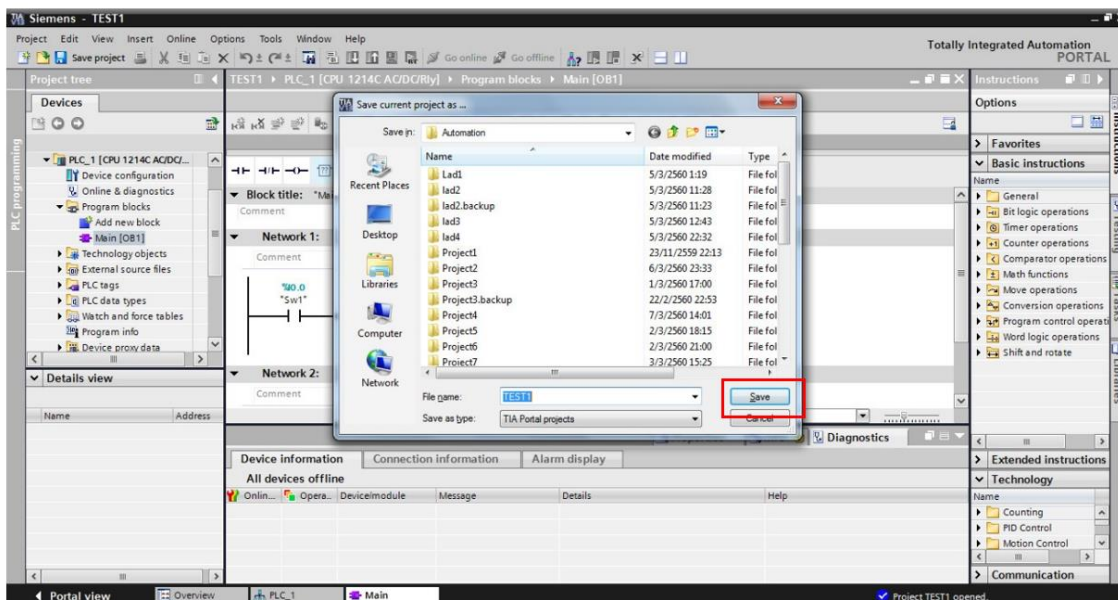 Siemens - TEST1
Project Edit View Insert Online Options Tools Window Help
Totally Integrated Automation
PORTAL
Save project Go online Go offline
Project tree
TEST1 PLC_1 [CPU 1214C AC/DC/Rly] Program blocks Main [OB1]
Instructions
Devices
Options
PLC programming
PLC_1 [CPU 1214C AC/DC/...
Device configuration
Online & diagnostics
Program blocks
Add new block
Main [OB1]
Technology objects
External source files
PLC tags
PLC data types
Watch and force tables
Program info
Device proxy data
Details view
Name Address
Block title:
Comment
Network 1:
Comment
%I0.0
"Sw1"
Network 2:
Comment
Save current project as ...
Save in: Automation
Recent Places
Desktop
Libraries
Computer
Network
Name Date modified Type
Lad1 5/3/2560 1:19 File fol
lad2 5/3/2560 11:28 File fol
lad2.backup 5/3/2560 11:23 File fol
lad3 5/3/2560 12:43 File fol
lad4 5/3/2560 22:32 File fol
Project1 23/11/2559 22:13 File fol
Project2 6/3/2560 23:33 File fol
Project3 1/3/2560 17:00 File fol
Project3.backup 22/2/2560 22:53 File fol
Project4 7/3/2560 14:01 File fol
Project5 2/3/2560 18:15 File fol
Project6 2/3/2560 21:00 File fol
Project7 3/3/2560 15:25 File fol
File name: TEST1 Save
Save as type: TIA Portal projects Cancel
Diagnostics
Device information Connection information Alarm display
All devices offline
Onlin... Opera.. Device/module Message Details Help
Favorites
Basic instructions
Name
General
Bit logic operations
Timer operations
Counter operations
Comparator operations
Math functions
Move operations
Conversion operations
Program control operati
Word logic operations
Shift and rotate
Extended instructions
Technology
Name
Counting
PID Control
Motion Control
Communication
Instructions
Testing
Tasks
Libraries
Portal view Overview PLC_1 Main
Project TEST1 opened.